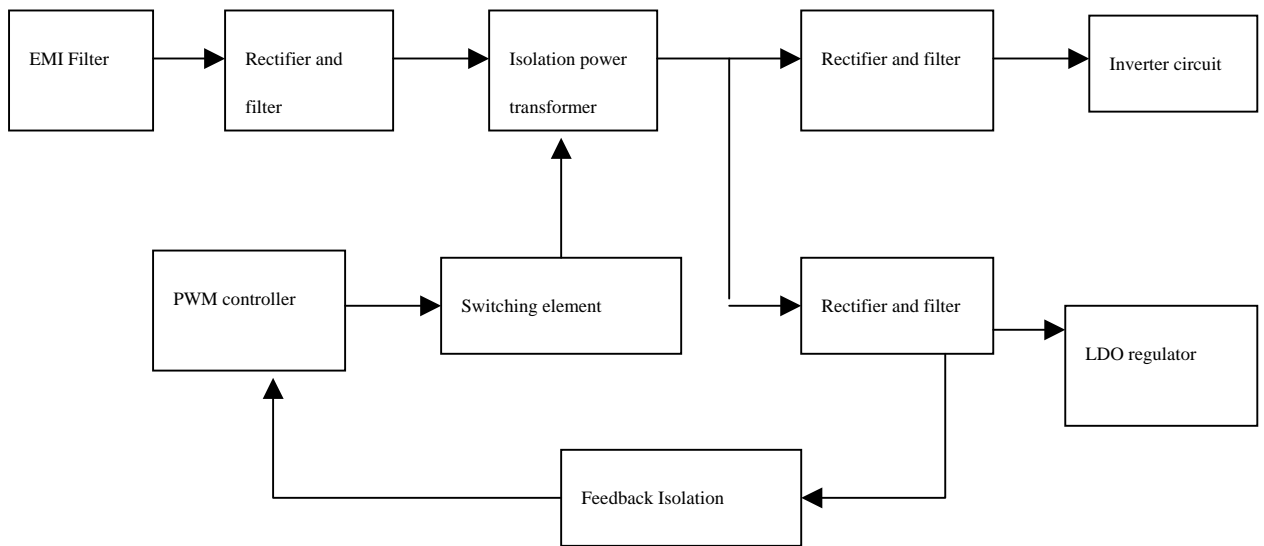 EMI Filter
Rectifier and
filter
Isolation power
transformer
Rectifier and filter
Inverter circuit
PWM controller
Switching element
Rectifier and filter
LDO regulator
Feedback Isolation